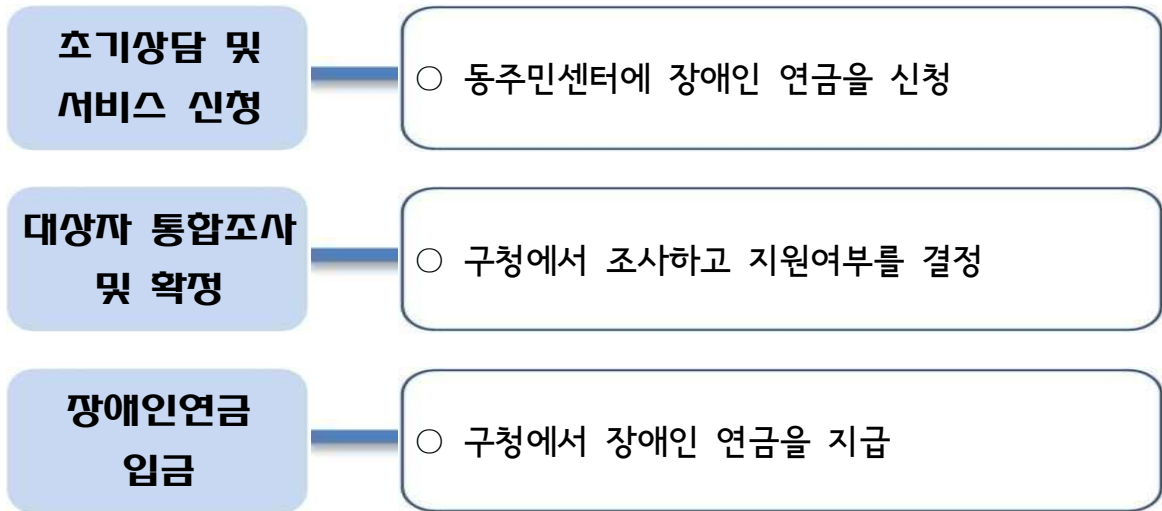 초기상담 및
서비스 신청
○ 동주민센터에 장애인 연금을 신청
대상자 통합조사
및 확정
○ 구청에서 조사하고 지원여부를 결정
장애인연금
입금
○ 구청에서 장애인 연금을 지급